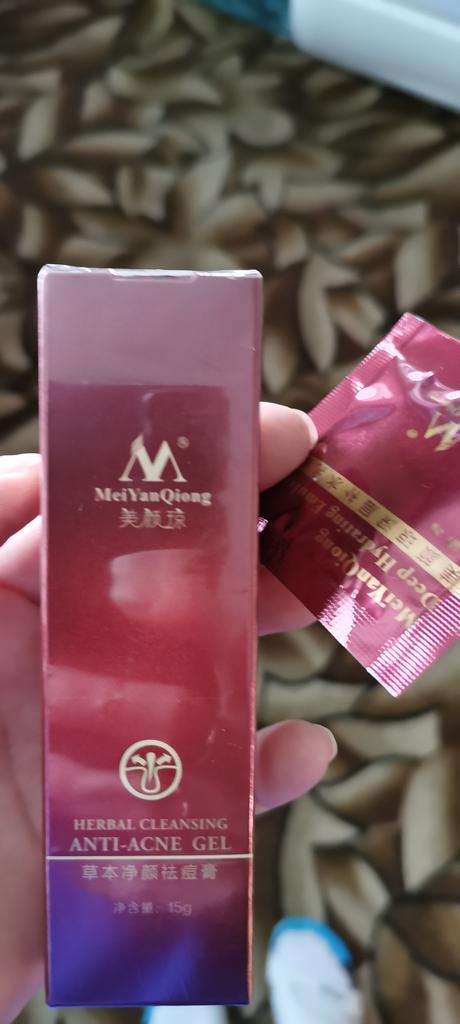 ®
MeiYanQiong
美颜琼
HERBAL CLEANSING
ANTI-ACNE GEL
草本净颜祛痘膏
净含量：15g
MeiYanQiong
Deep Hydrating